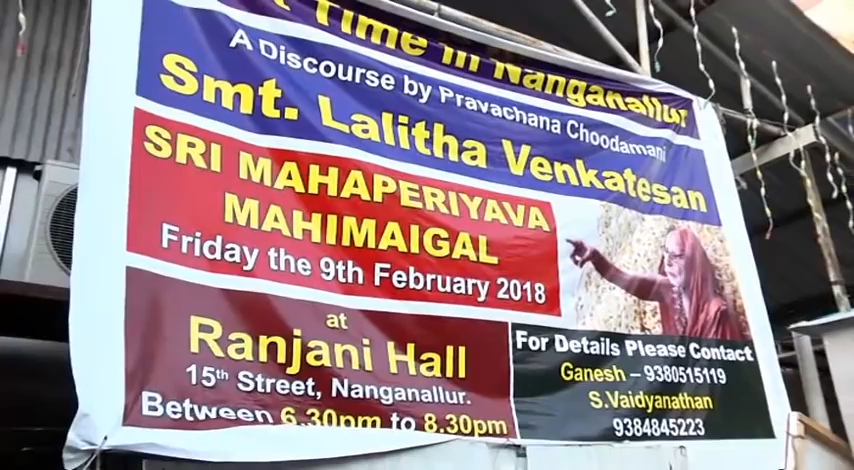 Time in Nanganallur
A Discourse by Pravachana Choodamani
Smt. Lalitha Venkatesan
SRI MAHAPERIYAVA
MAHIMAIGAL
Friday the 9th February 2018
at
Ranjani Hall
15th Street, Nanganallur.
Between 6.30pm to 8.30pm
For Details Please Contact
Ganesh - 9380515119
S.Vaidyanathan
9384845223